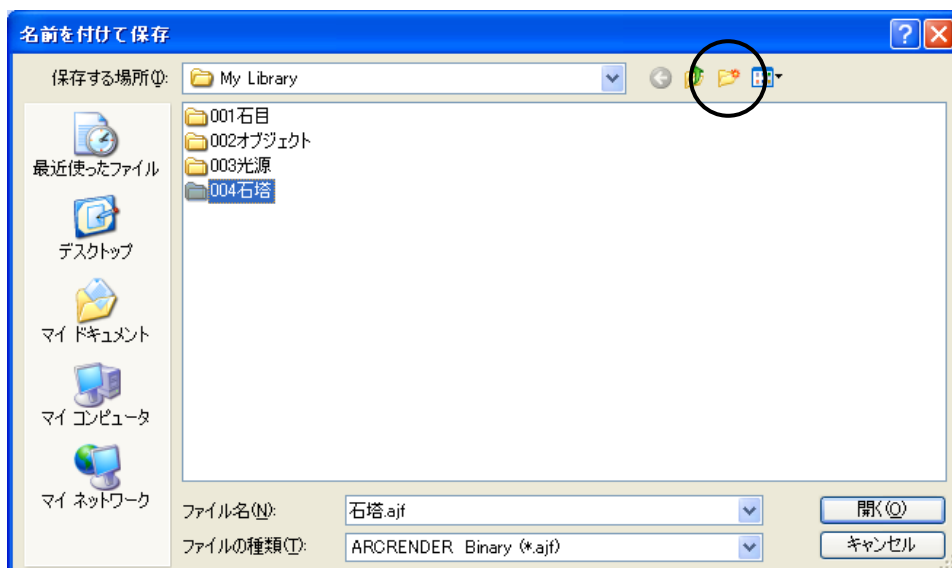 名前を付けて保存
保存する場所(I):
My Library
001石目
002オブジェクト
003光源
004石塔
最近使ったファイル
デスクトップ
マイ ドキュメント
マイ コンピュータ
マイ ネットワーク
ファイル名(N):
石塔.ajf
開く(O)
ファイルの種類(T):
ARCRENDER Binary (*.ajf)
キャンセル